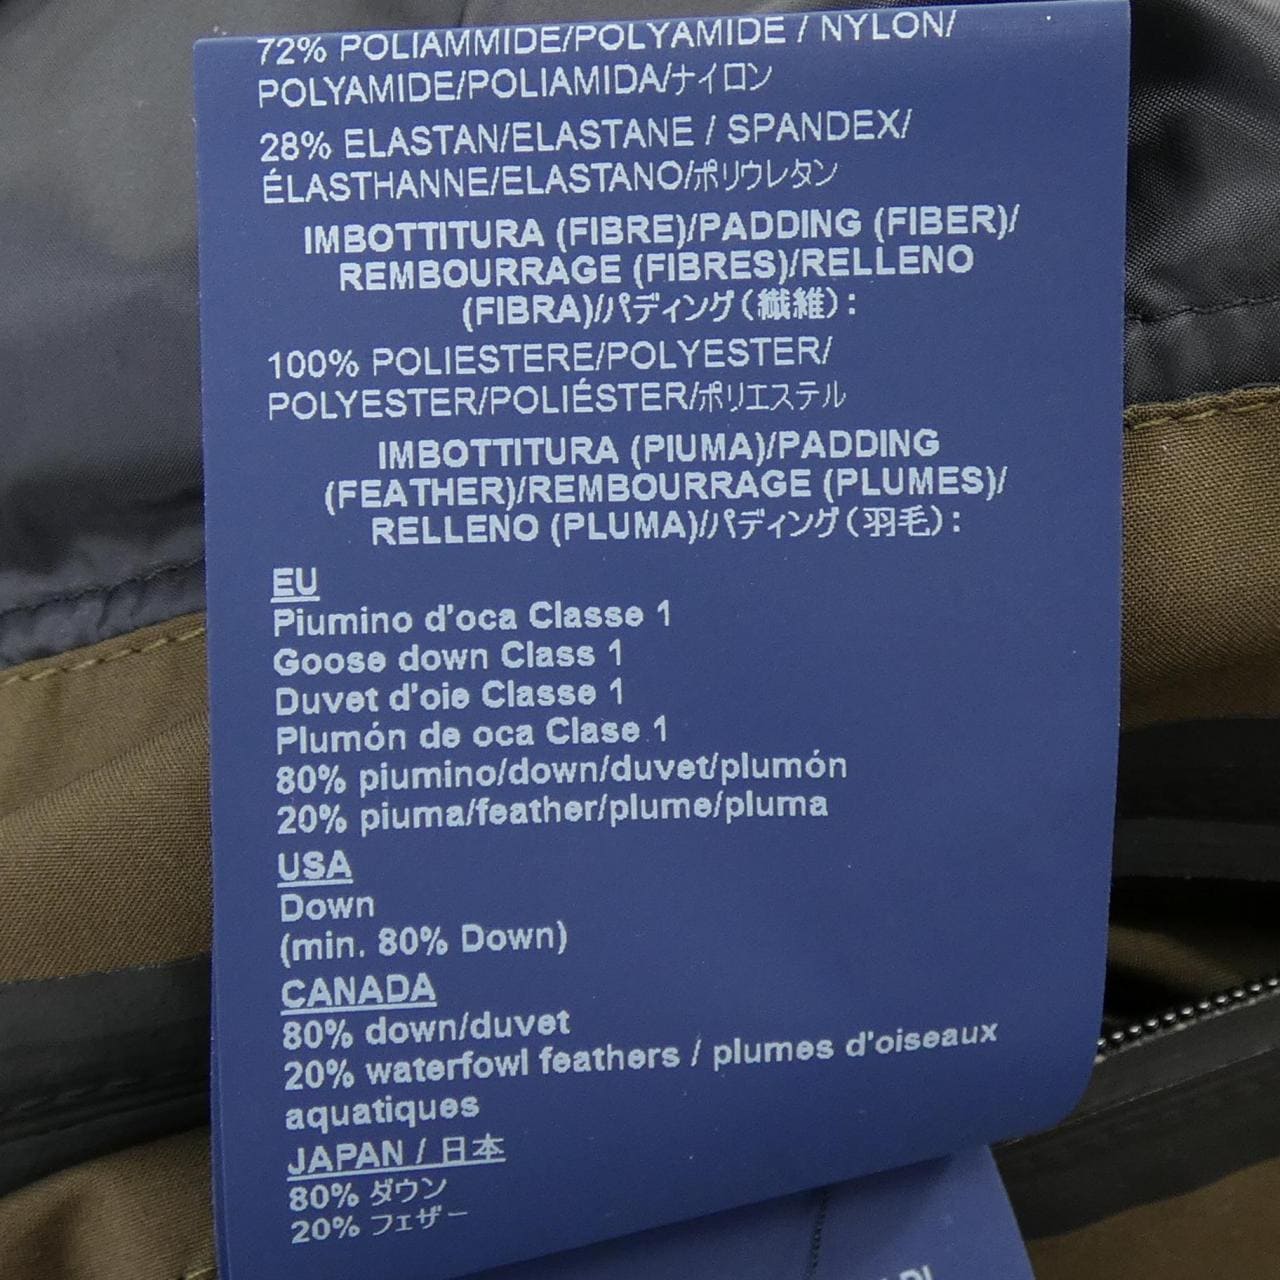 72% POLIAMMIDE/POLYAMIDE / NYLON/
POLYAMIDE/POLIAMIDA/ナイロン
28% ELASTAN/ELASTANE / SPANDEX/
ÉLASTHANNE/ELASTANO/ポリウレタン
IMBOTTITURA (FIBRE)/PADDING (FIBER)/
REMBOURRAGE (FIBRES)/RELLENO
(FIBRA)/パディング(繊維):
100% POLIESTERE/POLYESTER/
POLYESTER/POLIÉSTER/ポリエステル
IMBOTTITURA (PIUMA)/PADDING
(FEATHER)/REMBOURRAGE (PLUMES)/
RELLENO (PLUMA)/パディング(羽毛):
EU
Piumino d'oca Classe 1
Goose down Class 1
Duvet d'oie Classe 1
Plumón de oca Clase 1
80% piumino/down/duvet/plumón
20% piuma/feather/plume/pluma
USA
Down
(min. 80% Down)
CANADA
80% down/duvet
20% waterfowl feathers / plumes d'oiseaux
aquatiques
JAPAN / 日本
80% ダウン
20% フェザー